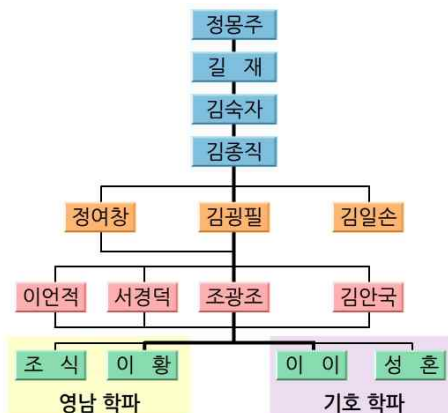 정몽주
길 재
김숙자
김종직
정여창 김굉필 김일손
이언적 서경덕 조광조 김안국
조 식 이 황 이 이 성 혼
영남 학파 기호 학파